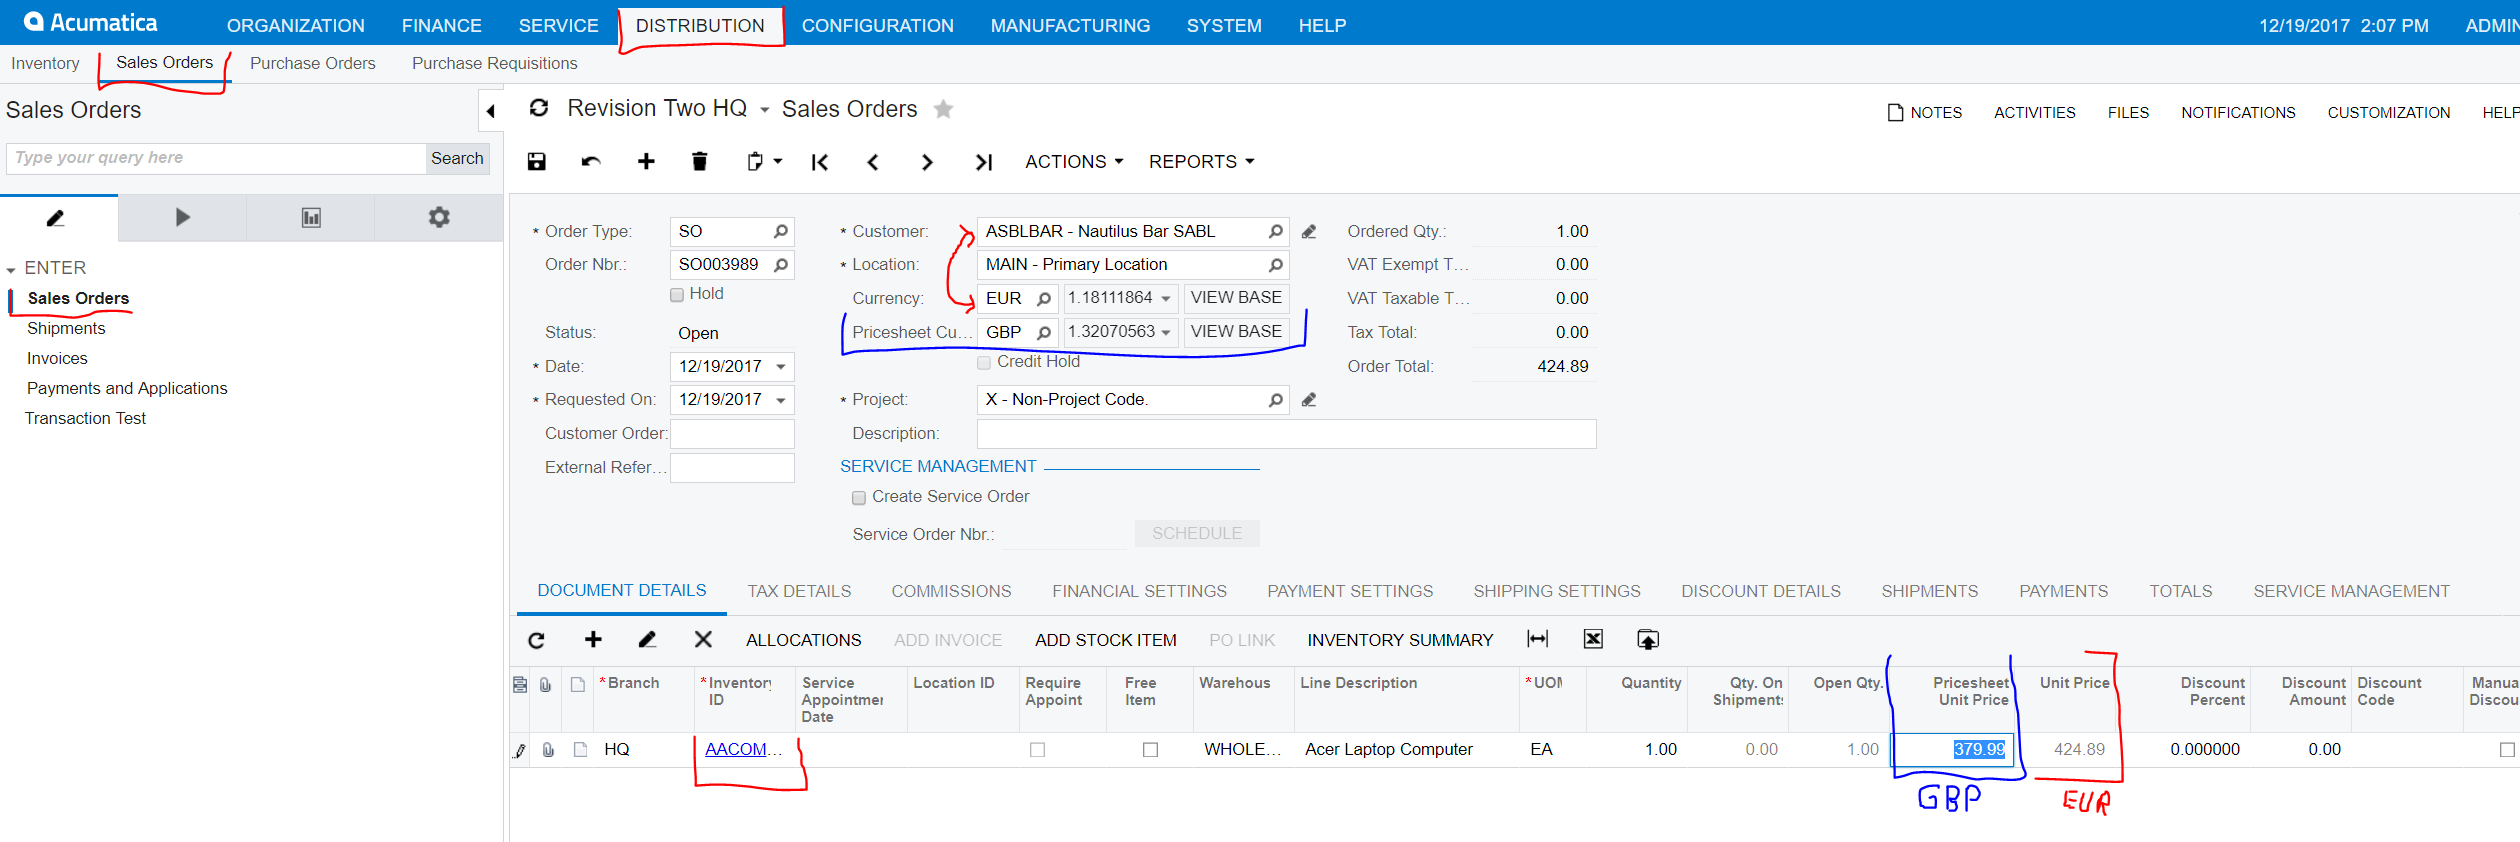 Acumatica ORGANIZATION FINANCE SERVICE DISTRIBUTION CONFIGURATION MANUFACTURING SYSTEM HELP 12/19/2017 2:07 PM ADMIN
Inventory Sales Orders Purchase Orders Purchase Requisitions
Sales Orders
Type your query here Search
ENTER
Sales Orders
Shipments
Invoices
Payments and Applications
Transaction Test
Revision Two HQ Sales Orders
NOTES ACTIVITIES FILES NOTIFICATIONS CUSTOMIZATION HELP
ACTIONS REPORTS
* Order Type: SO * Customer: ASBLBAR - Nautilus Bar SABL Ordered Qty.: 1.00
Order Nbr.: SO003989 * Location: MAIN - Primary Location VAT Exempt T... 0.00
Hold Currency: EUR 1.18111864 VIEW BASE VAT Taxable T... 0.00
Status: Open Pricesheet Cu... GBP 1.32070563 VIEW BASE Tax Total: 0.00
* Date: 12/19/2017 Credit Hold Order Total: 424.89
* Requested On: 12/19/2017 * Project: X - Non-Project Code.
Customer Order: Description:
External Refer... SERVICE MANAGEMENT
Create Service Order
Service Order Nbr.: SCHEDULE
DOCUMENT DETAILS TAX DETAILS COMMISSIONS FINANCIAL SETTINGS PAYMENT SETTINGS SHIPPING SETTINGS DISCOUNT DETAILS SHIPMENTS PAYMENTS TOTALS SERVICE MANAGEMENT
ALLOCATIONS ADD INVOICE ADD STOCK ITEM PO LINK INVENTORY SUMMARY
*Branch *Inventory Service Location ID Require Free Warehous Line Description *UOM Quantity Qty. On Open Qty. Pricesheet Unit Price Discount Discount Discount Manua
ID Appointmer Appoint Item Shipments Unit Price Percent Amount Code Discou
Date
HQ AACOM... WHOLE... Acer Laptop Computer EA 1.00 0.00 1.00 379.99 424.89 0.000000 0.00
GBP EUR